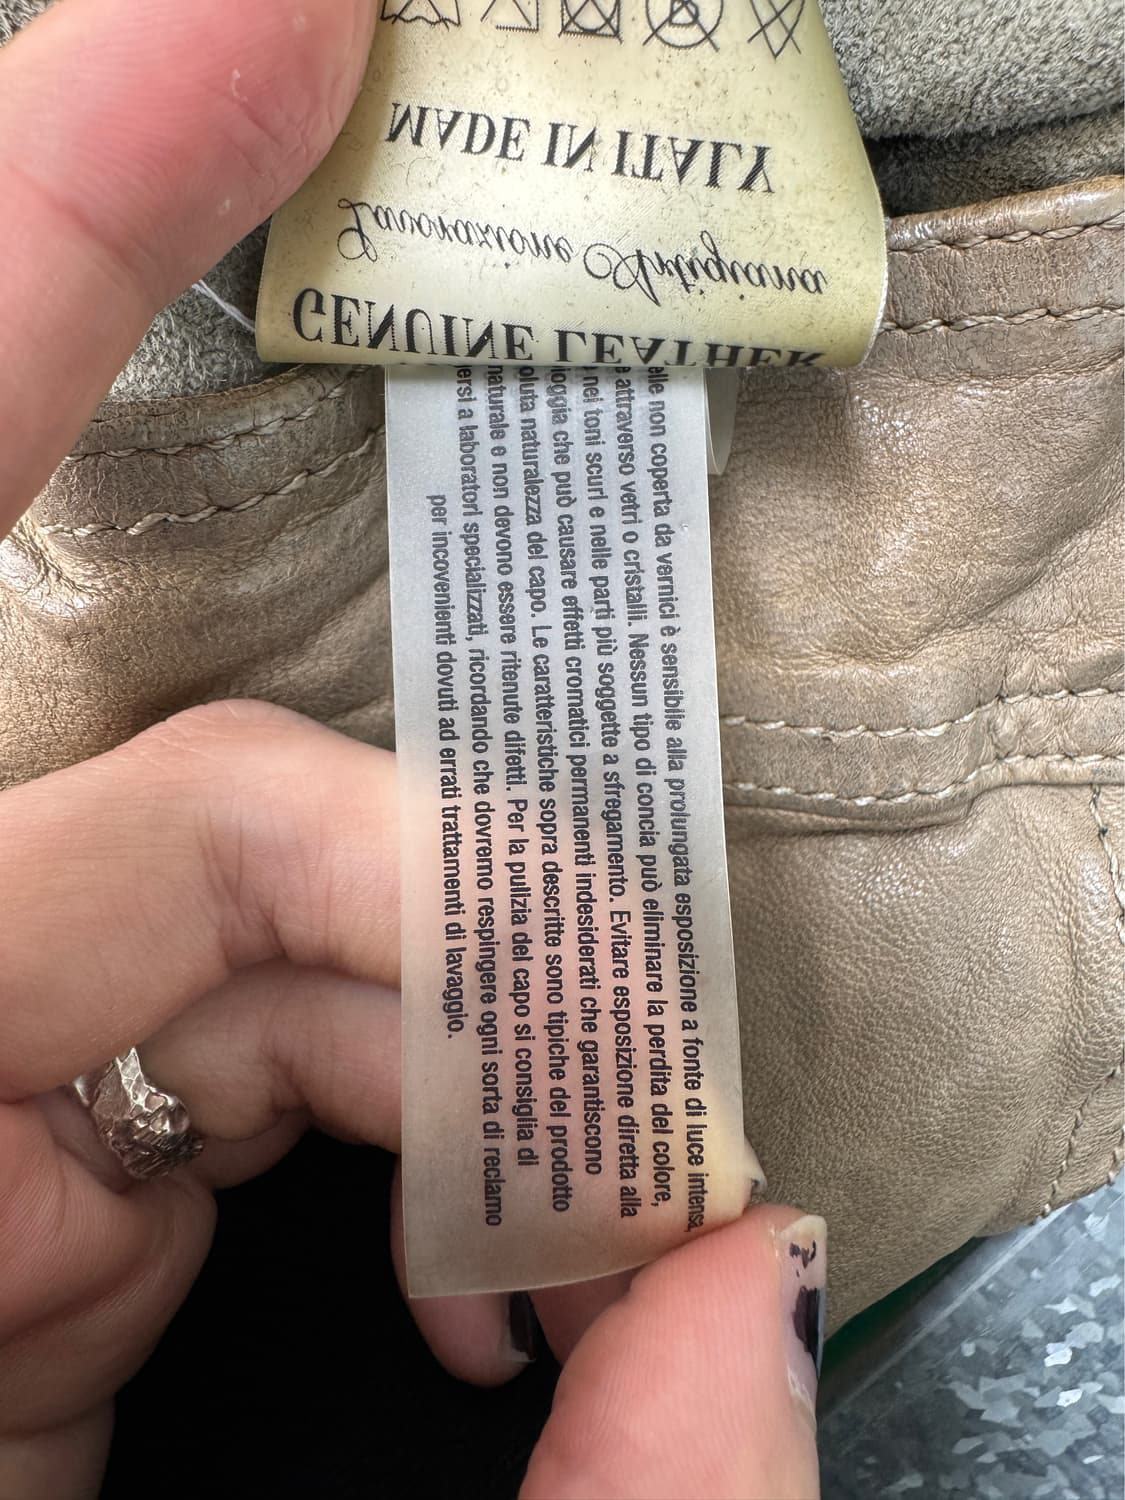 MADE IN ITALY
Lavorazione Artigiana
GENUINE LEATHER
elle non coperta da vernici è sensibile alla prolungata esposizione a fonte di luce intensa,
e attraverso vetri o cristalli. Nessun tipo di concia può eliminare la perdita del colore,
nei toni scuri e nelle parti più soggette a sfregamento. Evitare esposizione diretta alla
ioggia che può causare effetti cromatici permanenti indesiderati che garantiscono
oluta naturalezza del capo. Le caratteristiche sopra descritte sono tipiche del prodotto
naturale e non devono essere ritenute difetti. Per la pulizia del capo si consiglia di
ersi a laboratori specializzati, ricordando che dovremo respingere ogni sorta di reclamo
per incovenienti dovuti ad errati trattamenti di lavaggio.